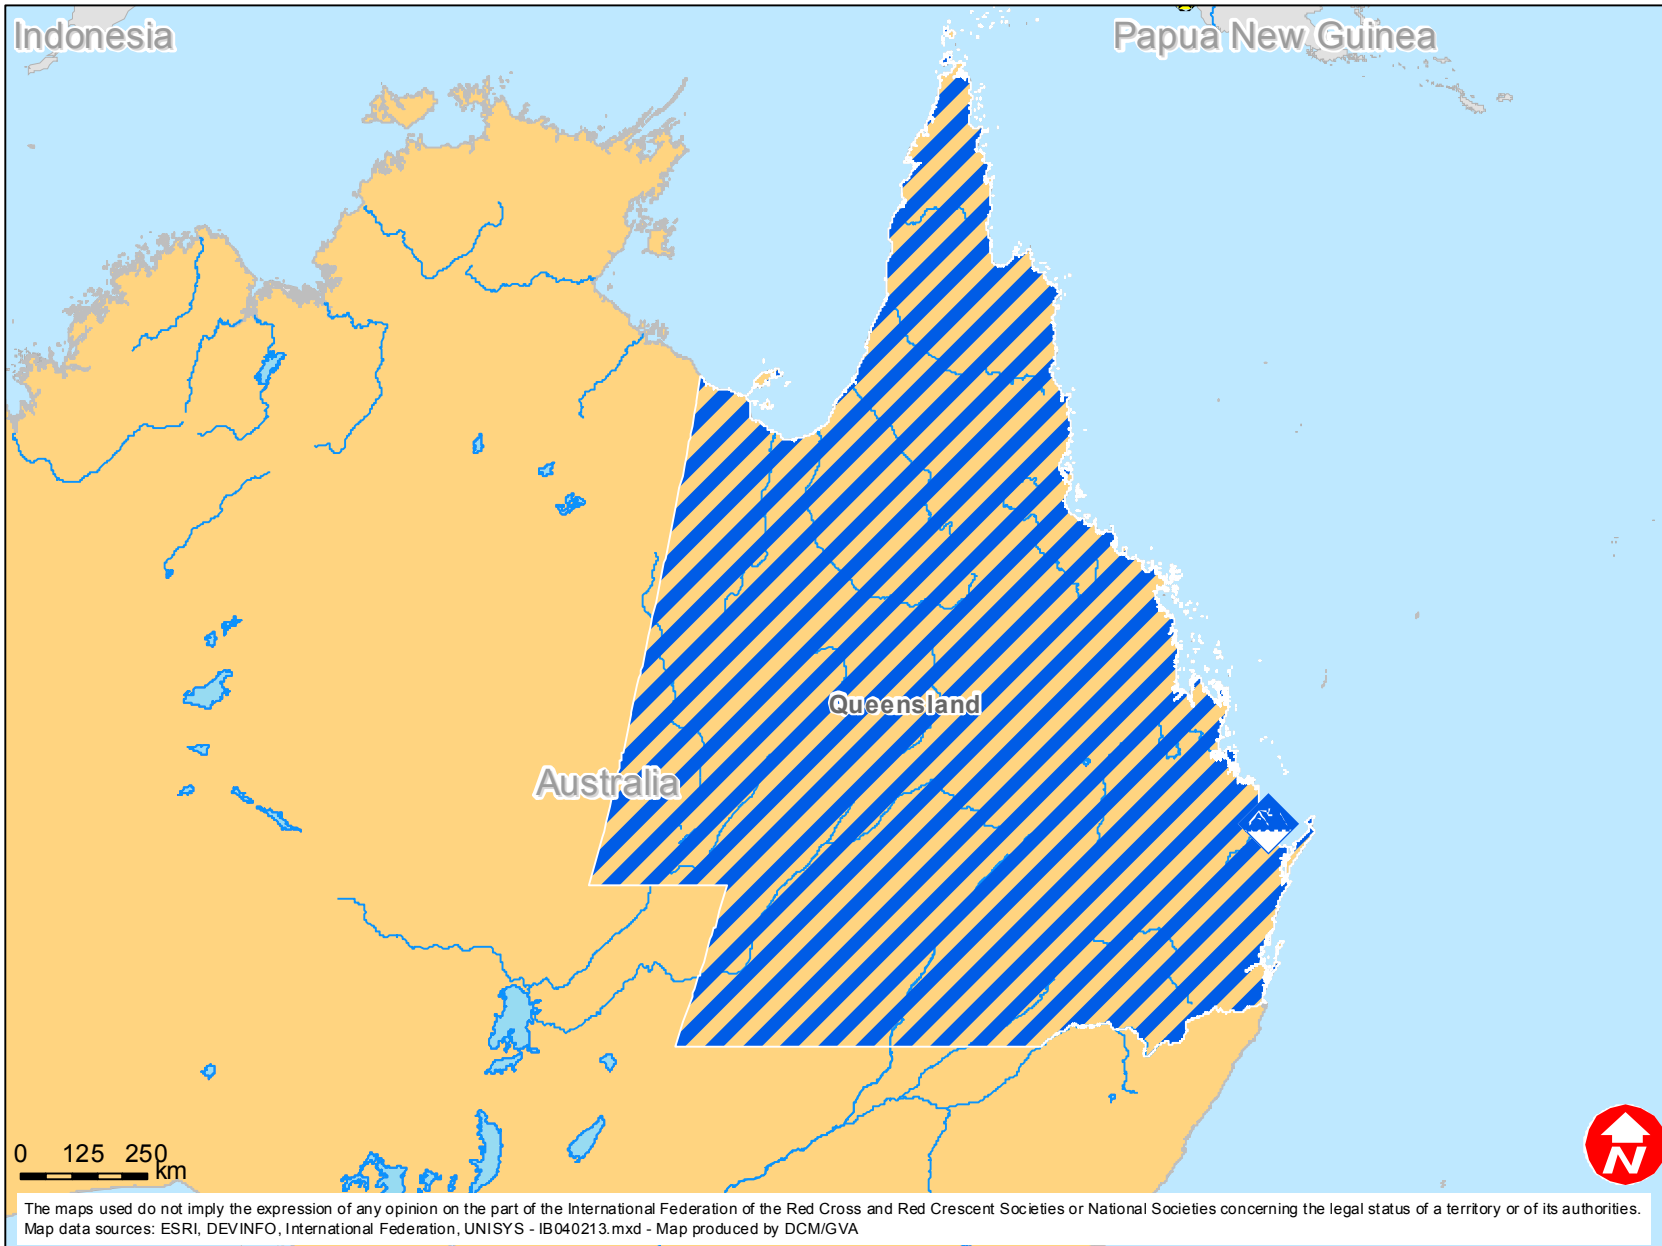 Indonesia
Papua New Guinea
Queensland
Australia
0 125 250
km
N
The maps used do not imply the expression of any opinion on the part of the International Federation of the Red Cross and Red Crescent Societies or National Societies concerning the legal status of a territory or of its authorities.
Map data sources: ESRI, DEVINFO, International Federation, UNISYS - IB040213.mxd - Map produced by DCM/GVA